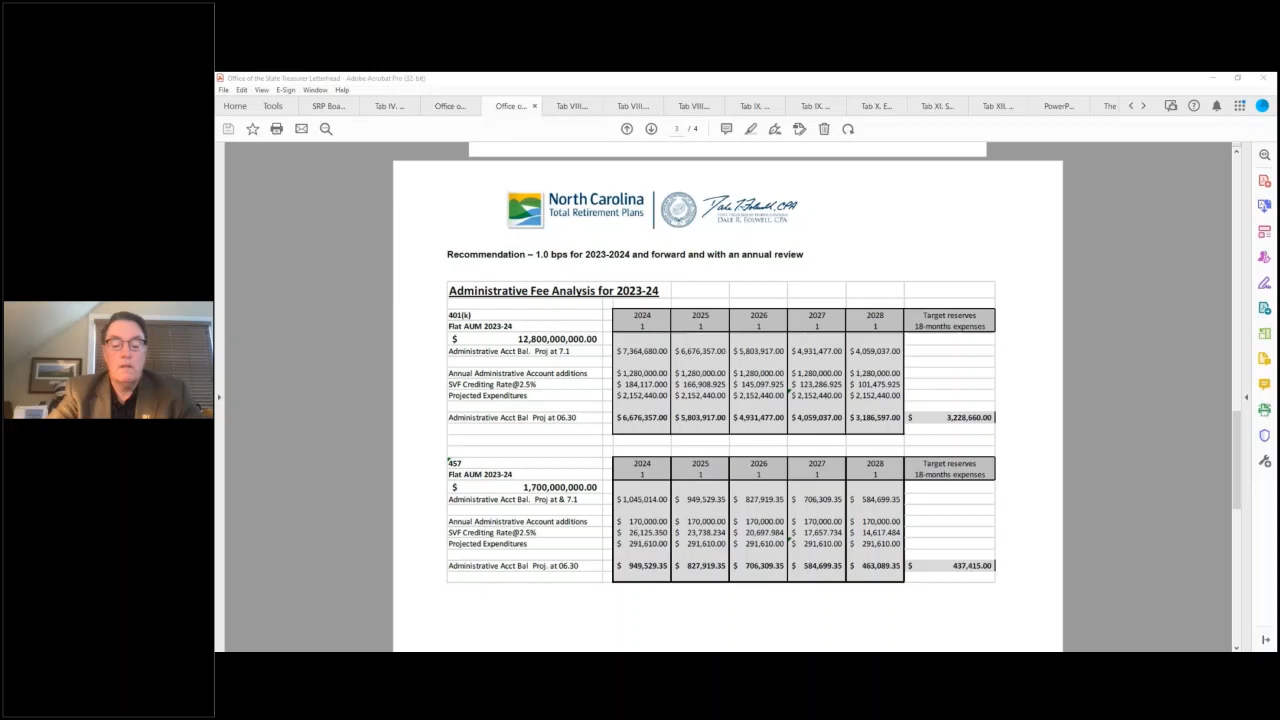 Office of the State Treasurer Letterhead - Adobe Acrobat Pro (32-bit)
File Edit View E-Sign Window Help
Home Tools SRP Boa... Tab IV. ... Office o... Office o... × Tab VIII.... Tab VIII.... Tab VIII.... Tab IX. ... Tab IX. ... Tab X. E... Tab XI. S... Tab XII. ... PowerP... The
3 / 4
North Carolina
Total Retirement Plans
Dale R. Folwell, CPA
Recommendation – 1.0 bps for 2023-2024 and forward and with an annual review
Administrative Fee Analysis for 2023-24
401(k) 2024 2025 2026 2027 2028 Target reserves
Flat AUM 2023-24 1 1 1 1 1 18-months expenses
$ 12,800,000,000.00
Administrative Acct Bal. Proj at 7.1 $ 7,364,680.00 $ 6,676,357.00 $ 5,803,917.00 $ 4,931,477.00 $ 4,059,037.00
Annual Administrative Account additions $ 1,280,000.00 $ 1,280,000.00 $ 1,280,000.00 $ 1,280,000.00 $ 1,280,000.00
SVF Crediting Rate@2.5% $ 184,117.000 $ 166,908.925 $ 145,097.925 $ 123,286.925 $ 101,475.925
Projected Expenditures $ 2,152,440.00 $ 2,152,440.00 $ 2,152,440.00 $ 2,152,440.00 $ 2,152,440.00
Administrative Acct Bal Proj at 06.30 $ 6,676,357.00 $ 5,803,917.00 $ 4,931,477.00 $ 4,059,037.00 $ 3,186,597.00 $ 3,228,660.00
457 2024 2025 2026 2027 2028 Target reserves
Flat AUM 2023-24 1 1 1 1 1 18-months expenses
$ 1,700,000,000.00
Administrative Acct Bal. Proj at & 7.1 $ 1,045,014.00 $ 949,529.35 $ 827,919.35 $ 706,309.35 $ 584,699.35
Annual Administrative Account additions $ 170,000.00 $ 170,000.00 $ 170,000.00 $ 170,000.00 $ 170,000.00
SVF Crediting Rate@2.5% $ 26,125.350 $ 23,738.234 $ 20,697.984 $ 17,657.734 $ 14,617.484
Projected Expenditures $ 291,610.00 $ 291,610.00 $ 291,610.00 $ 291,610.00 $ 291,610.00
Administrative Acct Bal Proj. at 06.30 $ 949,529.35 $ 827,919.35 $ 706,309.35 $ 584,699.35 $ 463,089.35 $ 437,415.00